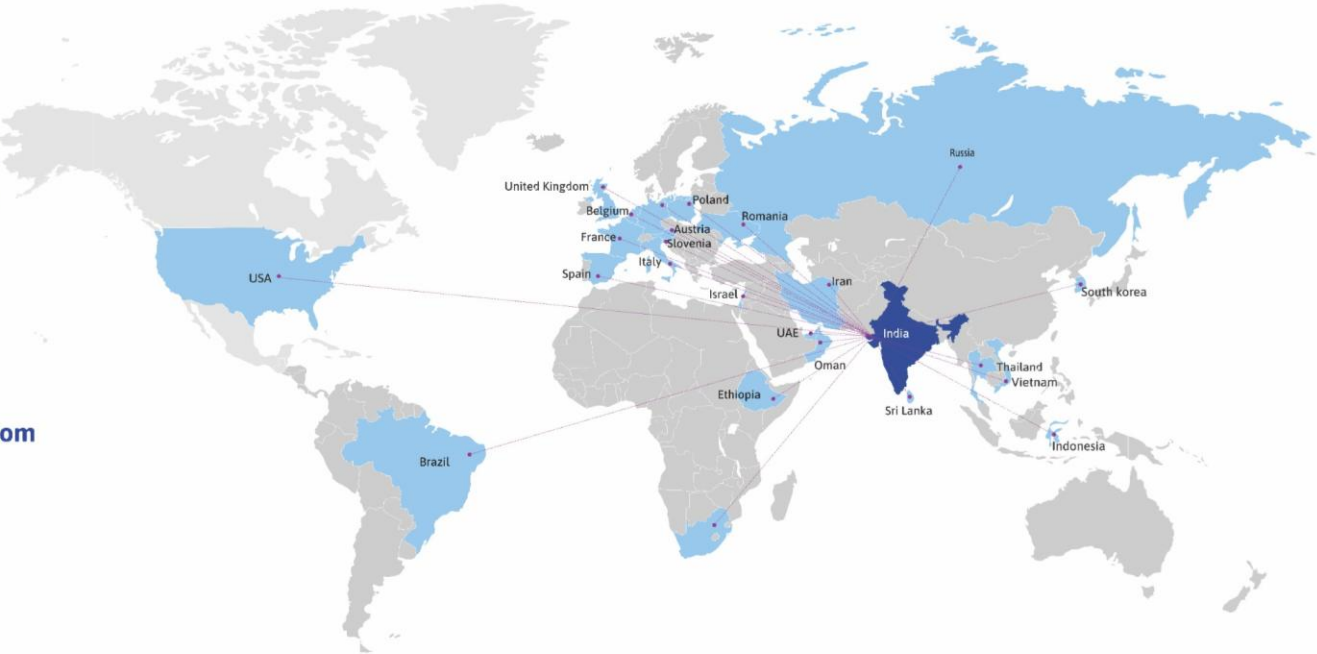 Russia
United Kingdom
Poland
Belgium
Romania
Austria
France
Slovenia
Italy
Spain
USA
Iran
Israel
South korea
UAE
India
Oman
Thailand
Vietnam
Ethiopia
Sri Lanka
om
Indonesia
Brazil